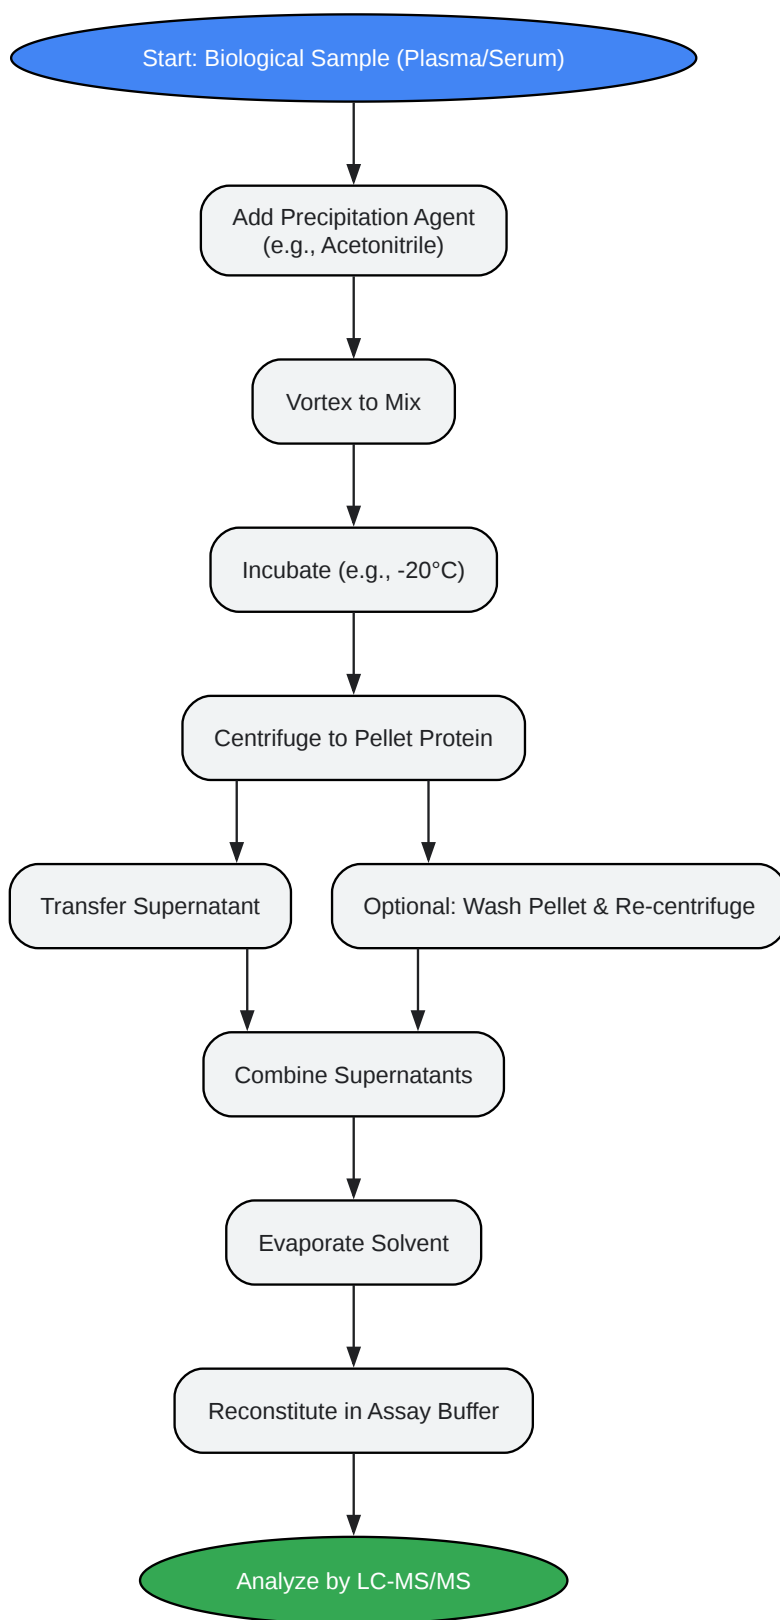 Start: Biological Sample (Plasma/Serum)
Add Precipitation Agent
(e.g., Acetonitrile)
Vortex to Mix
Incubate (e.g., -20°C)
Centrifuge to Pellet Protein
Transfer Supernatant
Optional: Wash Pellet & Re-centrifuge
Combine Supernatants
Evaporate Solvent
Reconstitute in Assay Buffer
Analyze by LC-MS/MS